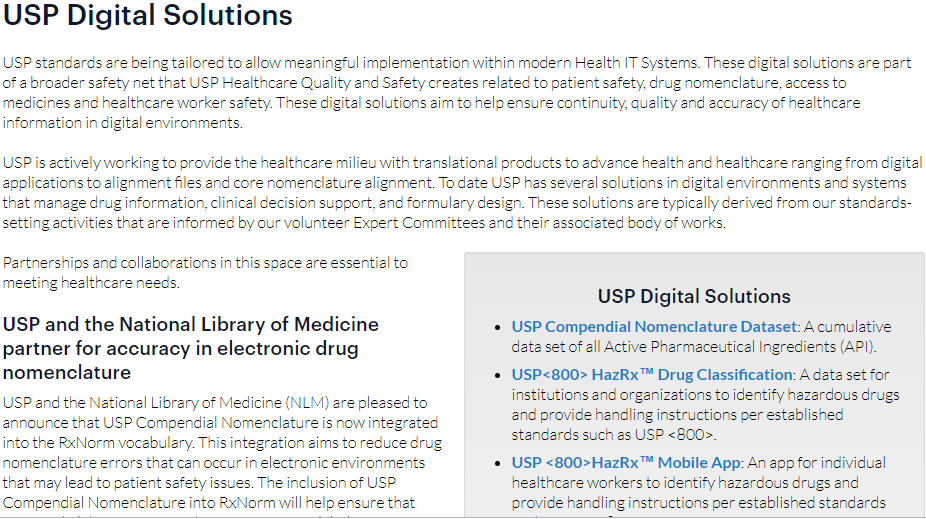 USP Digital Solutions
USP standards are being tailored to allow meaningful implementation within modern Health IT Systems. These digital solutions are part
of a broader safety net that USP Healthcare Quality and Safety creates related to patient safety, drug nomenclature, access to
medicines and healthcare worker safety. These digital solutions aim to help ensure continuity, quality and accuracy of healthcare
information in digital environments.
USP is actively working to provide the healthcare milieu with translational products to advance health and healthcare ranging from digital
applications to alignment files and core nomenclature alignment. To date USP has several solutions in digital environments and systems
that manage drug information, clinical decision support, and formulary design. These solutions are typically derived from our standards-
setting activities that are informed by our volunteer Expert Committees and their associated body of works.
Partnerships and collaborations in this space are essential to
meeting healthcare needs.
USP and the National Library of Medicine
partner for accuracy in electronic drug
nomenclature
USP and the National Library of Medicine (NLM) are pleased to
announce that USP Compendial Nomenclature is now integrated
into the RxNorm vocabulary. This integration aims to reduce drug
nomenclature errors that can occur in electronic environments
that may lead to patient safety issues. The inclusion of USP
Compendial Nomenclature into RxNorm will help ensure that
USP Digital Solutions
• USP Compendial Nomenclature Dataset: A cumulative
data set of all Active Pharmaceutical Ingredients (API).
• USP<800> HazRx™ Drug Classification: A data set for
institutions and organizations to identify hazardous drugs
and provide handling instructions per established
standards such as USP <800>.
• USP <800>HazRx™ Mobile App: An app for individual
healthcare workers to identify hazardous drugs and
provide handling instructions per established standards